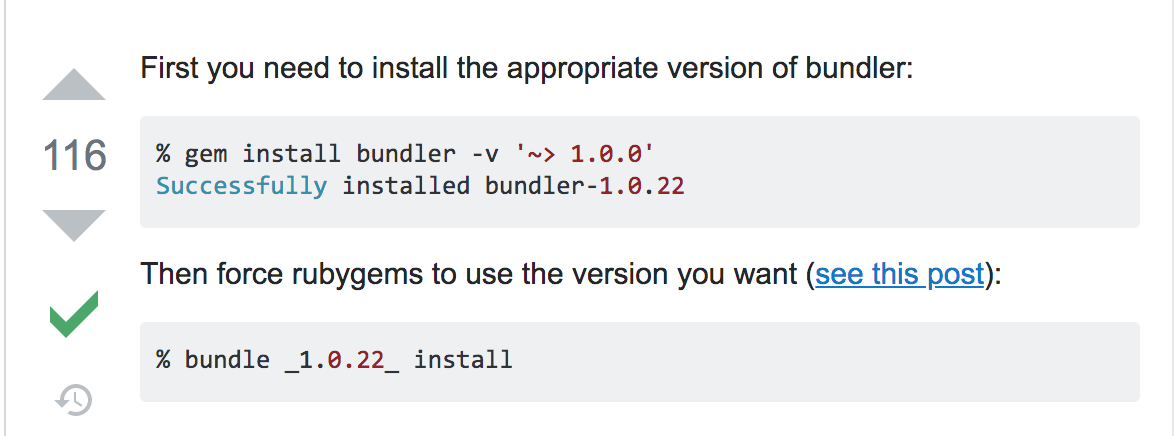 First you need to install the appropriate version of bundler:
116
% gem install bundler -v '~> 1.0.0'
Successfully installed bundler-1.0.22
Then force rubygems to use the version you want (see this post):
% bundle _1.0.22_ install